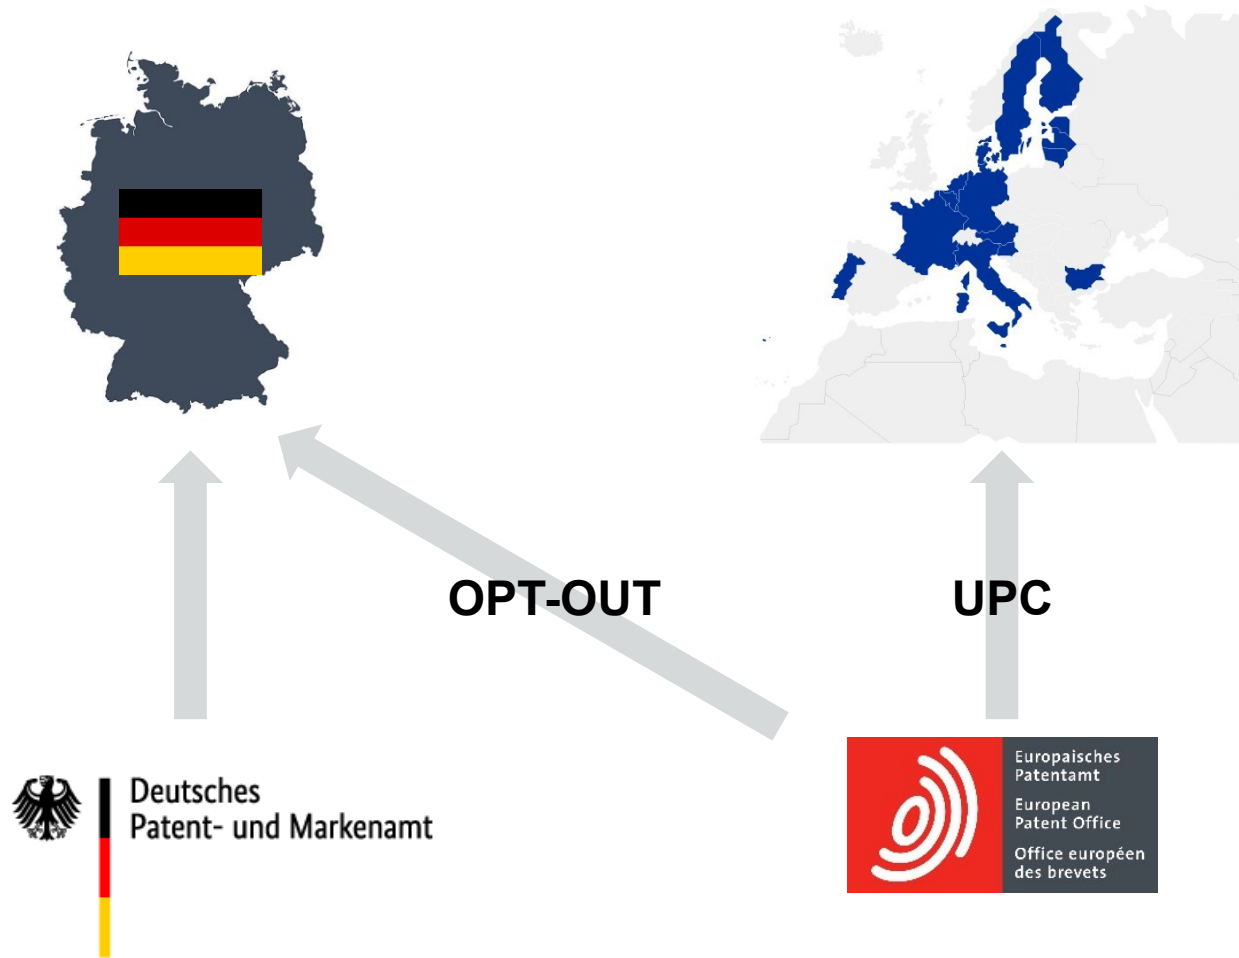 OPT-OUT
UPC
Deutsches
Patent- und Markenamt
Europaisches
Patentamt
European
Patent Office
Office européen
des brevets